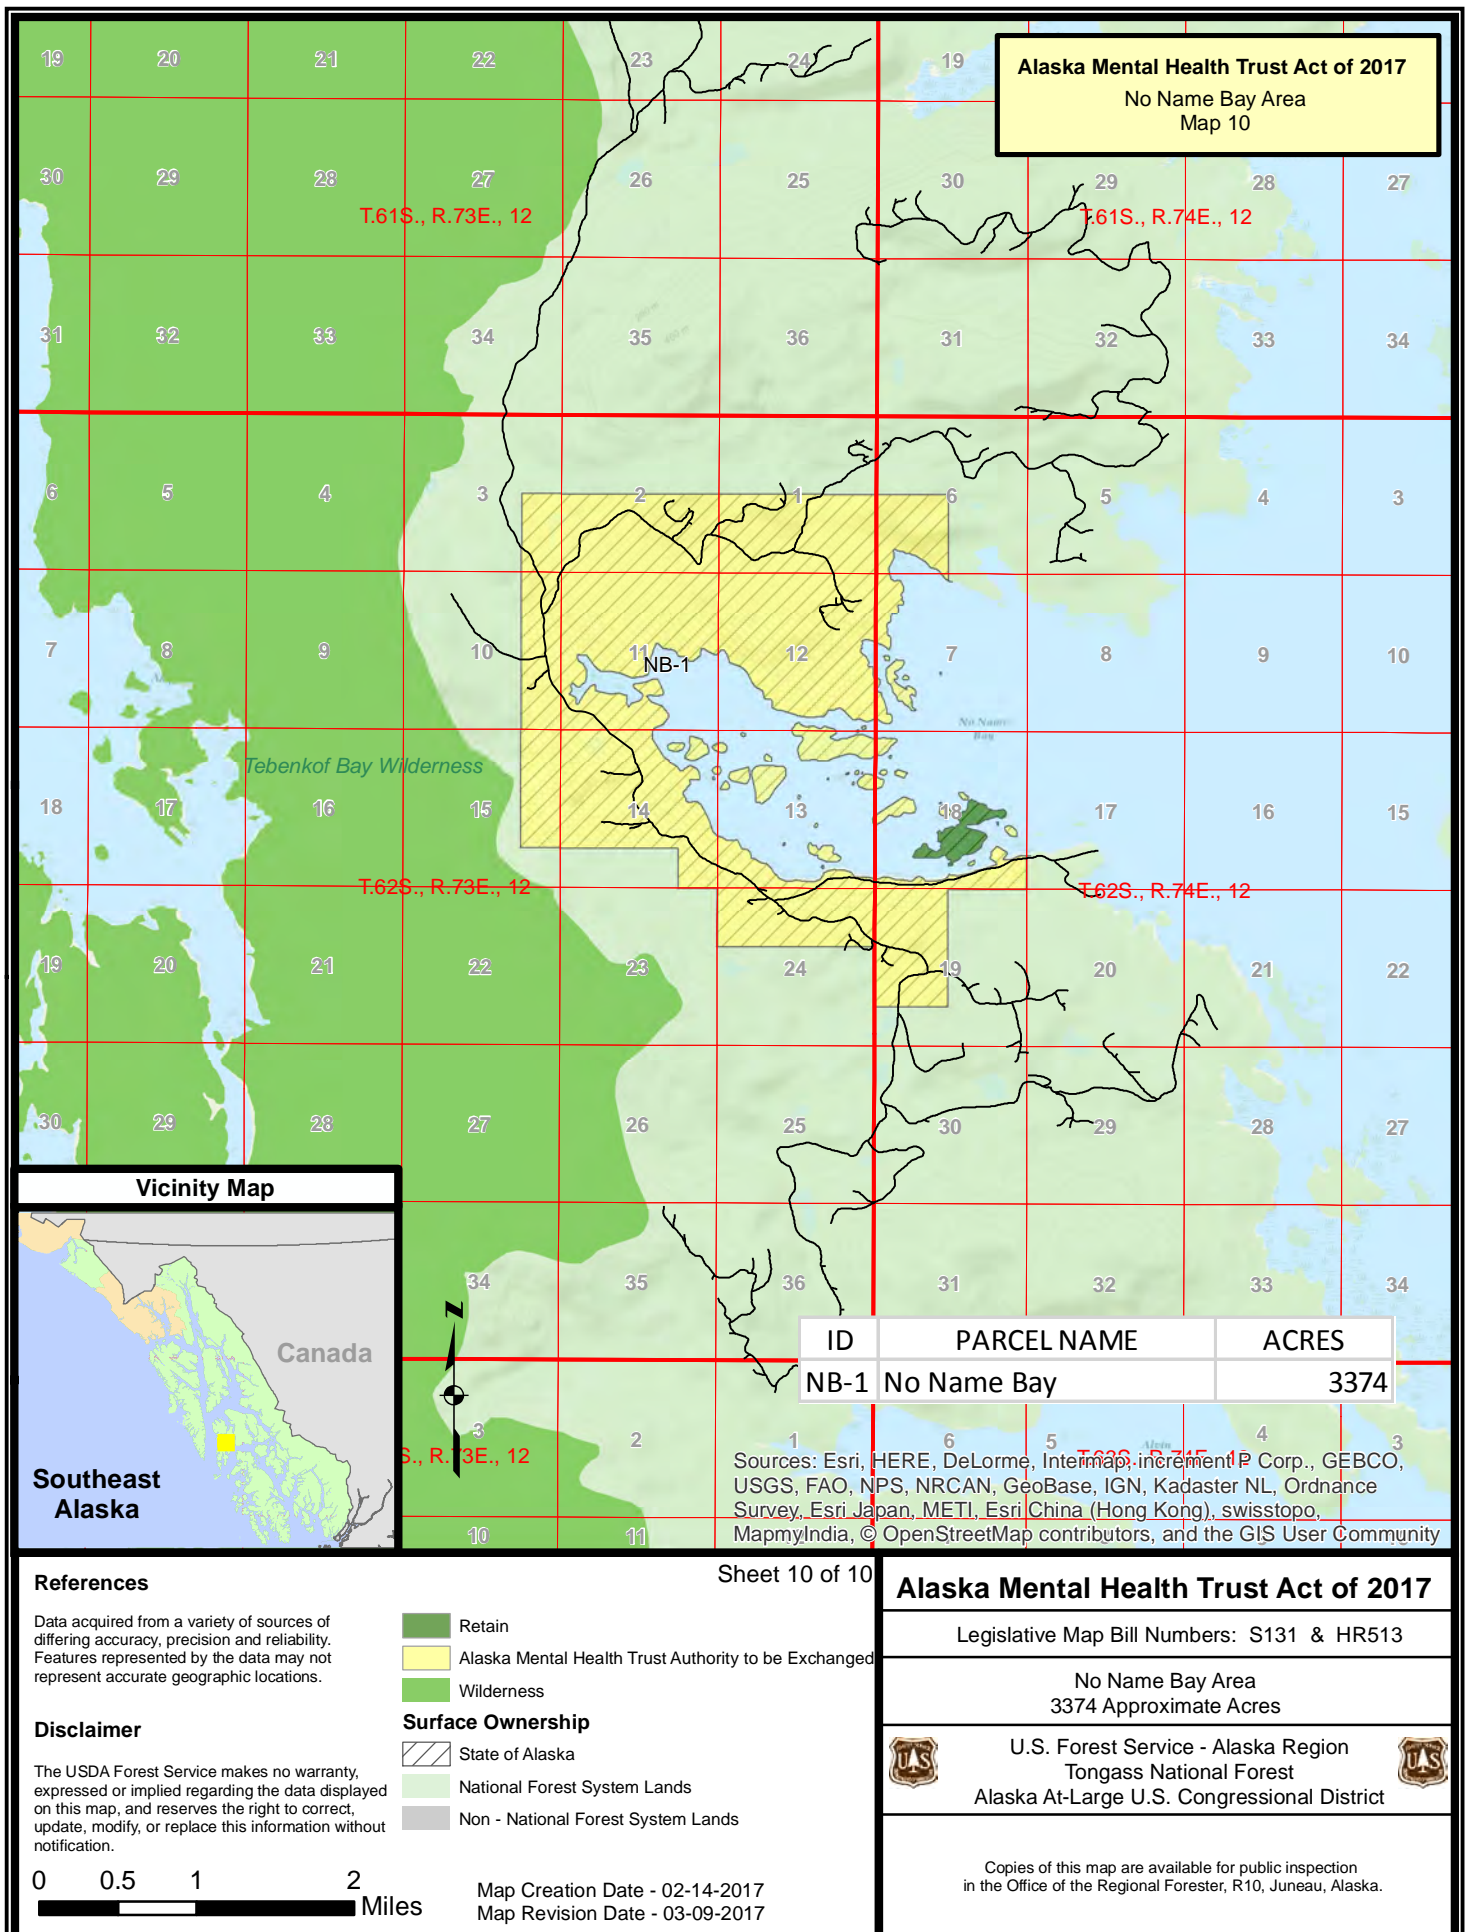 Alaska Mental Health Trust Act of 2017
No Name Bay Area
Map 10
19 20 21 22 23 24 19
30 29 28 27 26 25 30 29 28 27
T.61S., R.73E., 12
T.61S., R.74E., 12
31 32 33 34 35 36 31 32 33 34
6 5 4 3 2 1 6 5 4 3
7 8 9 10 11 12 7 8 9 10
NB-1
No Name
Bay
Tebenkof Bay Wilderness
18 17 16 15 14 13 18 17 16 15
T.62S., R.73E., 12
T.62S., R.74E., 12
19 20 21 22 23 24 19 20 21 22
30 29 28 27 26 25 30 29 28 27
34 35 36 31 32 33 34
Vicinity Map
Canada
Southeast
Alaska
Z
ID PARCEL NAME ACRES
NB-1 No Name Bay 3374
3 2 1 6 5 4 3
S., R.73E., 12
10 11
Sources: Esri, HERE, DeLorme, Intermap, increment P Corp., GEBCO,
USGS, FAO, NPS, NRCAN, GeoBase, IGN, Kadaster NL, Ordnance
Survey, Esri Japan, METI, Esri China (Hong Kong), swisstopo,
MapmyIndia, © OpenStreetMap contributors, and the GIS User Community
Sheet 10 of 10
References
Data acquired from a variety of sources of
differing accuracy, precision and reliability.
Features represented by the data may not
represent accurate geographic locations.
Disclaimer
The USDA Forest Service makes no warranty,
expressed or implied regarding the data displayed
on this map, and reserves the right to correct,
update, modify, or replace this information without
notification.
0 0.5 1 2
Miles
Retain
Alaska Mental Health Trust Authority to be Exchanged
Wilderness
Surface Ownership
State of Alaska
National Forest System Lands
Non - National Forest System Lands
Map Creation Date - 02-14-2017
Map Revision Date - 03-09-2017
Alaska Mental Health Trust Act of 2017
Legislative Map Bill Numbers: S131 & HR513
No Name Bay Area
3374 Approximate Acres
UAS
UAS
U.S. Forest Service - Alaska Region
Tongass National Forest
Alaska At-Large U.S. Congressional District
Copies of this map are available for public inspection
in the Office of the Regional Forester, R10, Juneau, Alaska.